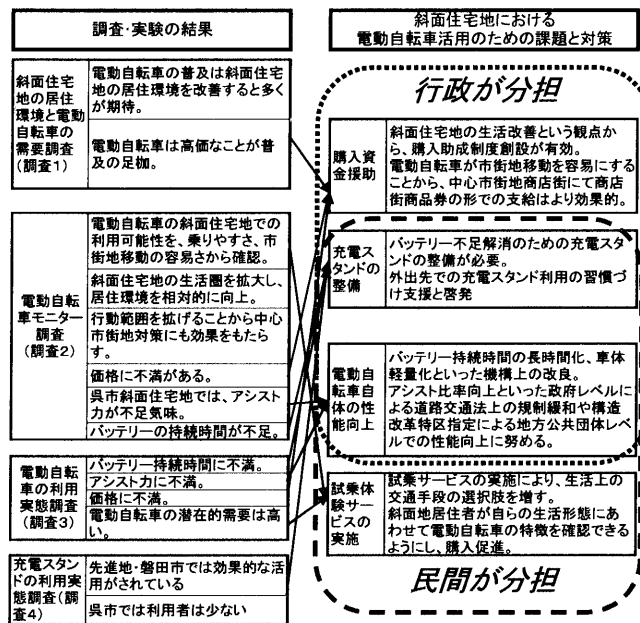 調査・実験の結果
斜面住宅地における
電動自転車活用のための課題と対策
斜面住宅
地の居住
環境と電動
自転車の
需要調査
(調査1)
電動自転車の普及は斜面住宅
地の居住環境を改善すると多く
が期待。
電動自転車は高価なことが普
及の足枷。
電動自転
車モニター
調査
(調査2)
電動自転車の斜面住宅地での
利用可能性を、乗りやすさ、市
街地移動の容易さから確認。
斜面住宅地の生活圏を拡大し、
居住環境を相対的に向上。
行動範囲を拡げることから中心
市街地対策にも効果をもたら
す。
価格に不満がある。
呉市斜面住宅地では、アシスト
力が不足気味。
バッテリーの持続時間が不足。
電動自転
車の利用
実態調査
(調査3)
バッテリー持続時間に不満。
アシスト力に不満。
価格に不満。
電動自転車の潜在的需要は高
い。
充電スタン
ドの利用実
態調査(調
査4)
先進地・磐田市では効果的な活
用がされている
呉市では利用者は少ない
行政が分担
購入資
金援助
斜面住宅地の生活改善という観点か
ら、購入助成制度創設が有効。
電動自転車が市街地移動を容易にする
ことから、中心市街地商店街にて商店
街商品券の形での支給はより効果的。
充電ス
タンドの
整備
バッテリー不足解消のための充電スタ
ンドの整備が必要。
外出先での充電スタンド利用の習慣づ
け支援と啓発
電動自
転車自
体の性
能向上
バッテリー持続時間の長時間化、車体
軽量化といった機構上の改良。
アシスト比率向上といった政府レベルに
よる道路交通法上の規制緩和や構造
改革特区指定による地方公共団体レベ
ルでの性能向上に努める。
試乗体
験サー
ビスの
実施
試乗サービスの実施により、生活上の
交通手段の選択肢を増す。
斜面地居住者が自らの生活形態にあ
わせて電動自転車の特徴を確認できる
ようにし、購入促進。
民間が分担